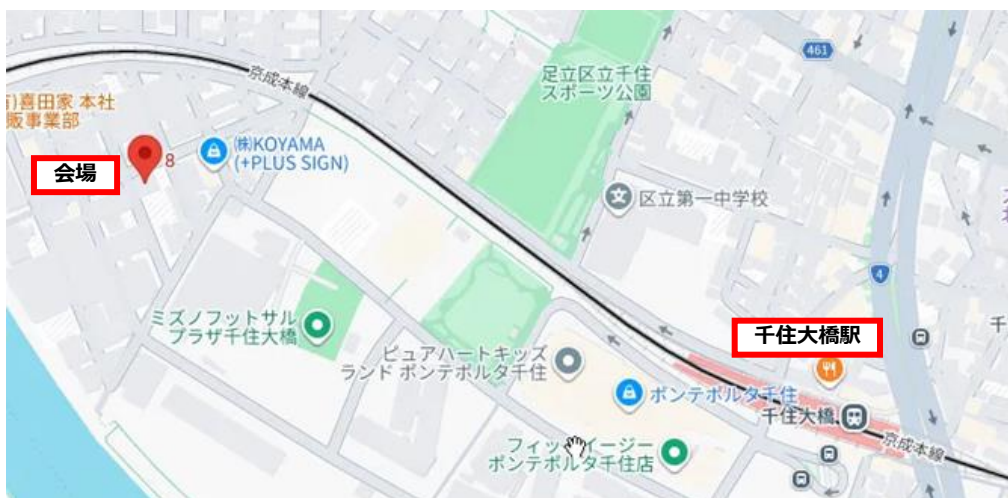 461
京成本線
足立区立千住
スポーツ公園
)喜田家 本社
販事業部
8
会場
㈱KOYAMA
(+PLUS SIGN)
区立第一中学校
4
ミズノフットサル
プラザ千住大橋
千住大橋駅
千
ピュアハートキッズ
ランド ポンテポルタ千住
ポンテポルタ千住
千住大橋
京成本線
フィットイージー
ポンテポルタ千住店